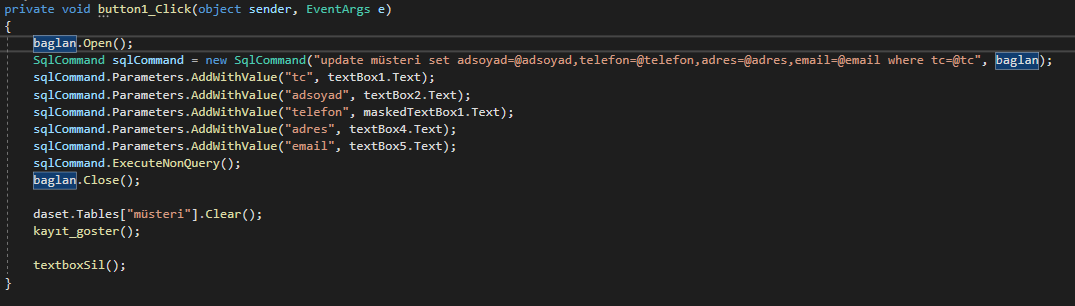 private void button1_Click(object sender, EventArgs e)
{
baglan.Open();
SqlCommand sqlCommand = new SqlCommand("update müsteri set adsoyad=@adsoyad,telefon=@telefon,adres=@adres,email=@email where tc=@tc", baglan);
sqlCommand.Parameters.AddWithValue("tc", textBox1.Text);
sqlCommand.Parameters.AddWithValue("adsoyad", textBox2.Text);
sqlCommand.Parameters.AddWithValue("telefon", maskedTextBox1.Text);
sqlCommand.Parameters.AddWithValue("adres", textBox4.Text);
sqlCommand.Parameters.AddWithValue("email", textBox5.Text);
sqlCommand.ExecuteNonQuery();
baglan.Close();
daset.Tables["müsteri"].Clear();
kayıt_goster();
textboxSil();
}